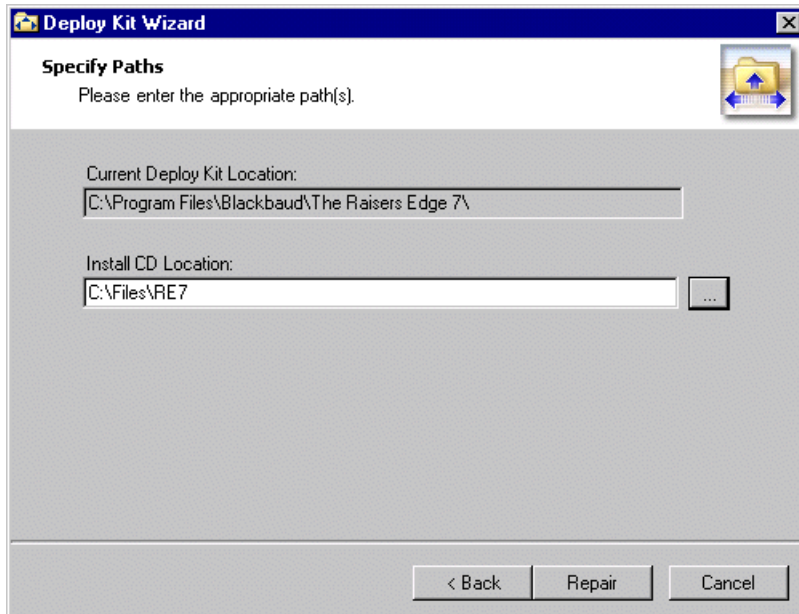 Deploy Kit Wizard
Specify Paths
Please enter the appropriate path(s).
Current Deploy Kit Location:
C:\Program Files\Blackbaud\The Raisers Edge 7\
Install CD Location:
C:\Files\RE7
...
< Back
Repair
Cancel